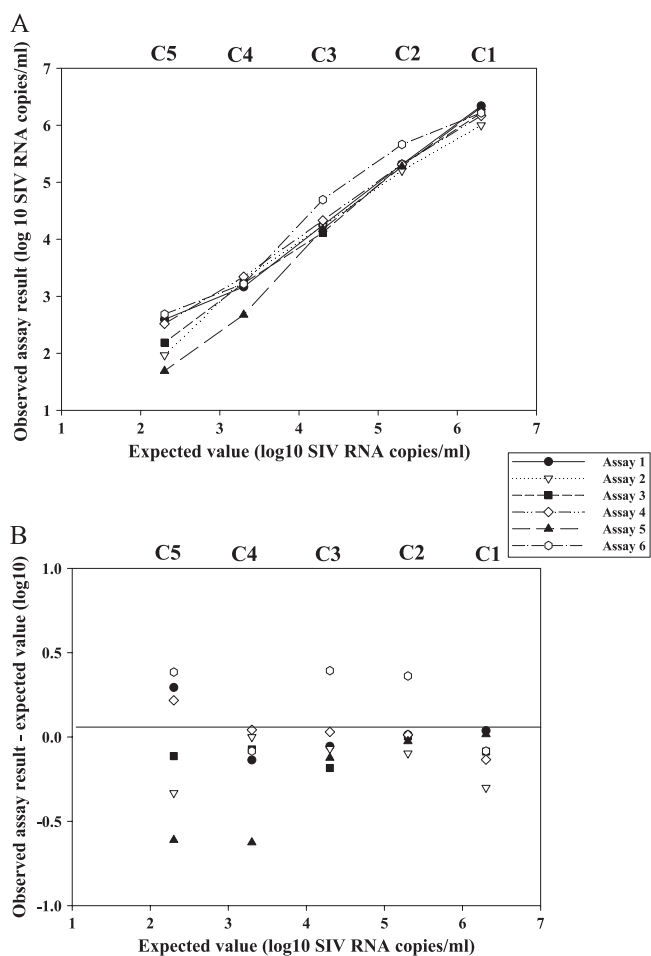 A
C5 C4 C3 C2 C1
7
6
5
4
3
2
1
Observed assay result (log 10 SIV RNA copies/ml)
1 2 3 4 5 6 7
Expected value (log10 SIV RNA copies/ml)
Assay 1
Assay 2
Assay 3
Assay 4
Assay 5
Assay 6
B
C5 C4 C3 C2 C1
1.0
0.5
0.0
-0.5
-1.0
Observed assay result - expected value (log10)
1 2 3 4 5 6 7
Expected value (log10 SIV RNA copies/ml)